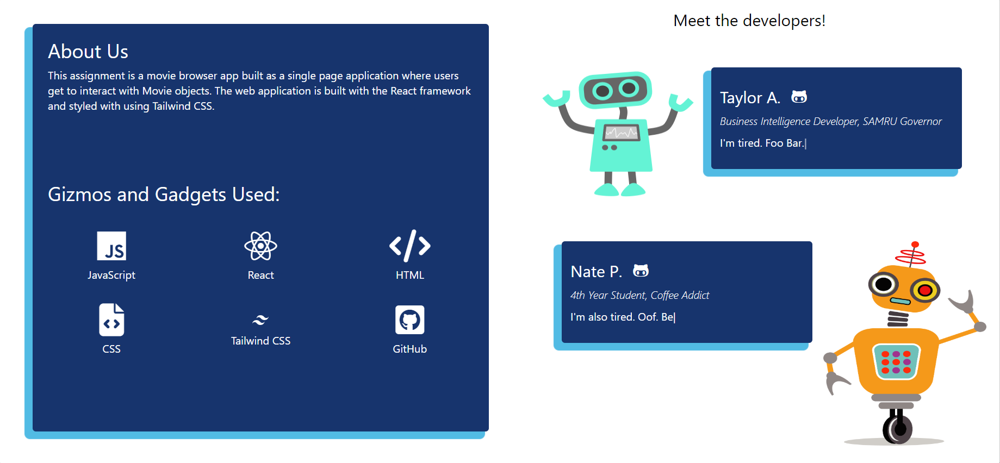 About Us
This assignment is a movie browser app built as a single page application where users
get to interact with Movie objects. The web application is built with the React framework
and styled with using Tailwind CSS.
Gizmos and Gadgets Used:
JS
JavaScript
React
HTML
CSS
Tailwind CSS
GitHub
Meet the developers!
Taylor A.
Business Intelligence Developer, SAMRU Governor
I'm tired. Foo Bar.|
Nate P.
4th Year Student, Coffee Addict
I'm also tired. Oof. Be|